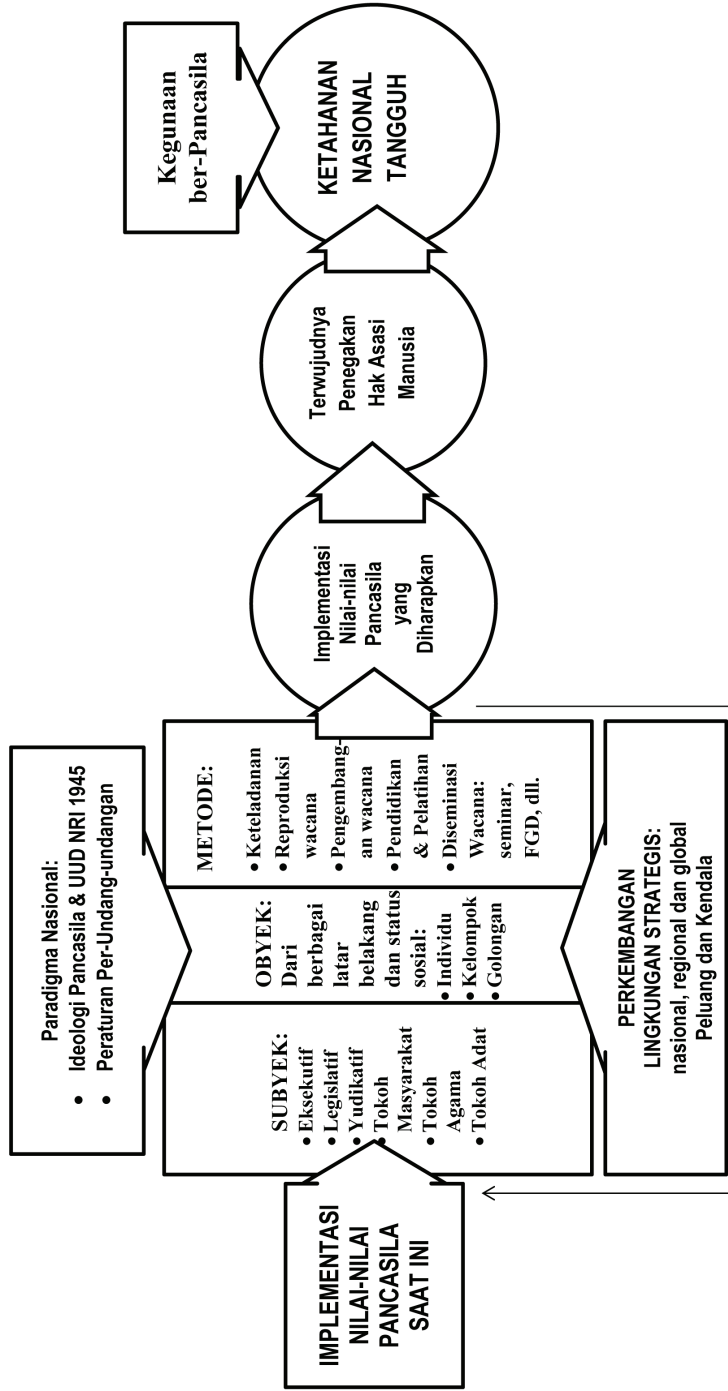 Paradigma Nasional:
• Ideologi Pancasila & UUD NRI 1945
• Peraturan Per-Undang-undangan
IMPLEMENTASI
NILAI-NILAI
PANCASILA
SAAT INI
SUBYEK:
• Eksekutif
• Legislatif
• Yudikatif
• Tokoh
Masyarakat
• Tokoh
Agama
• Tokoh Adat
OBYEK:
Dari
berbagai
latar
belakang
dan status
sosial:
• Individu
• Kelompok
• Golongan
METODE:
• Keteladanan
• Reproduksi
wacana
• Pengembang-
an wacana
• Pendidikan
& Pelatihan
• Diseminasi
Wacana:
seminar,
FGD, dll.
PERKEMBANGAN
LINGKUNGAN STRATEGIS:
nasional, regional dan global
Peluang dan Kendala
Implementasi
Nilai-nilai
Pancasila
yang
Diharapkan
Terwujudnya
Penegakan
Hak Asasi
Manusia
Kegunaan
ber-Pancasila
KETAHANAN
NASIONAL
TANGGUH